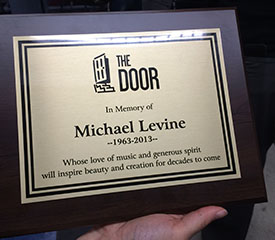 THE
DOOR
In Memory of
Michael Levine
--1963-2013--
Whose love of music and generous spirit
will inspire beauty and creation for decades to come